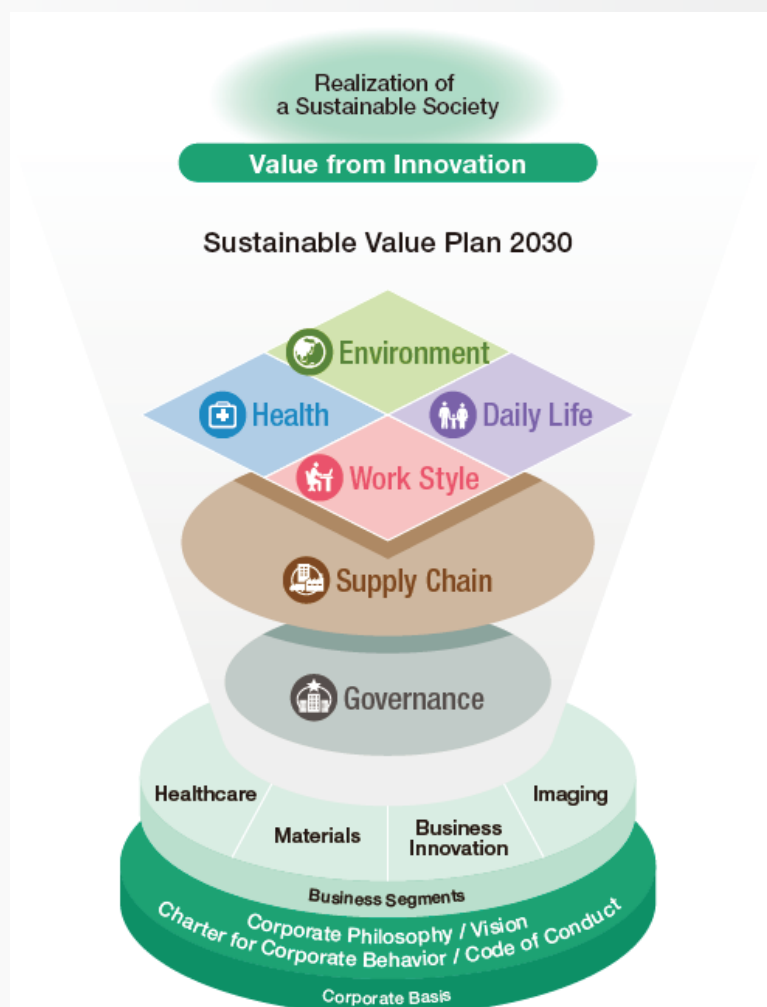 Realization of
a Sustainable Society
Value from Innovation
Sustainable Value Plan 2030
Environment
Health
Daily Life
Work Style
Supply Chain
Governance
Healthcare
Materials
Business
Innovation
Imaging
Business Segments
Corporate Philosophy / Vision
Charter for Corporate Behavior / Code of Conduct
Corporate Basis